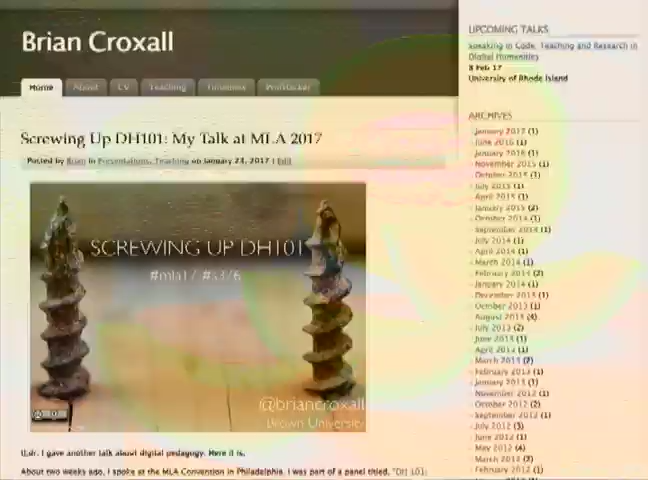 Brian Croxall
Home About CV Teaching Tutorials ProfHacker
Screwing Up DH101: My Talk at MLA 2017
Posted by Brian in Presentations, Teaching on January 23, 2017 | Edit
SCREWING UP DH101
#mla17 #s376
@briancroxall
Brown University
tl;dr. I gave another talk about digital pedagogy. Here it is.
About two weeks ago, I spoke at the MLA Convention in Philadelphia. I was part of a panel titled, "DH 101:
UPCOMING TALKS
Speaking in Code, Teaching and Research in
Digital Humanities
8 Feb 17
University of Rhode Island
ARCHIVES
January 2017 (1)
June 2016 (1)
January 2016 (1)
November 2015 (1)
October 2015 (1)
July 2015 (1)
April 2015 (1)
January 2015 (2)
October 2014 (1)
September 2014 (1)
July 2014 (1)
April 2014 (1)
March 2014 (1)
February 2014 (2)
January 2014 (1)
December 2013 (1)
October 2013 (1)
August 2013 (4)
July 2013 (2)
June 2013 (1)
April 2013 (1)
March 2013 (2)
February 2013 (1)
January 2013 (1)
November 2012 (1)
October 2012 (2)
September 2012 (1)
July 2012 (3)
June 2012 (1)
May 2012 (4)
March 2012 (2)
February 2012 (1)